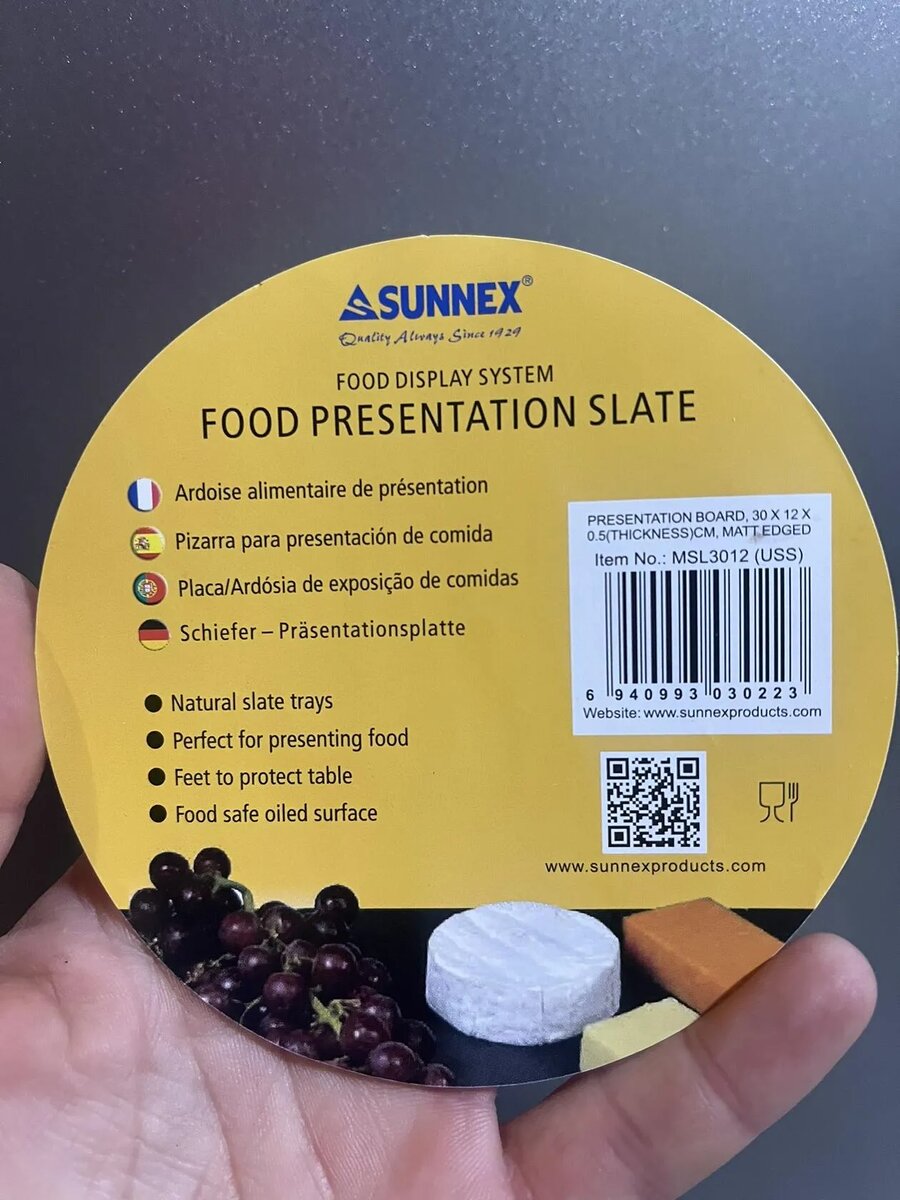 SUNNEX®
Quality Always Since 1929
FOOD DISPLAY SYSTEM
FOOD PRESENTATION SLATE
Ardoise alimentaire de présentation
Pizarra para presentación de comida
Placa/Ardósia de exposição de comidas
Schiefer – Präsentationsplatte
● Natural slate trays
● Perfect for presenting food
● Feet to protect table
● Food safe oiled surface
PRESENTATION BOARD, 30 X 12 X
0.5(THICKNESS)CM, MATT EDGED
Item No.: MSL3012 (USS)
6 940993 030223
Website: www.sunnexproducts.com
www.sunnexproducts.com